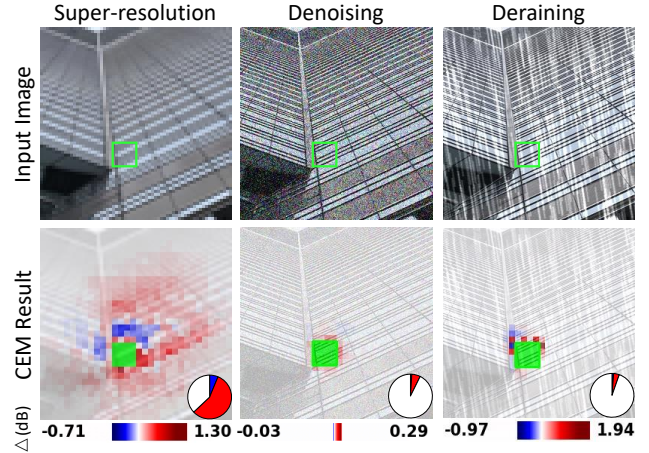 Super-resolution Denoising Deraining
Input Image
CEM Result
△ (dB)
-0.71 1.30 -0.03 0.29 -0.97 1.94